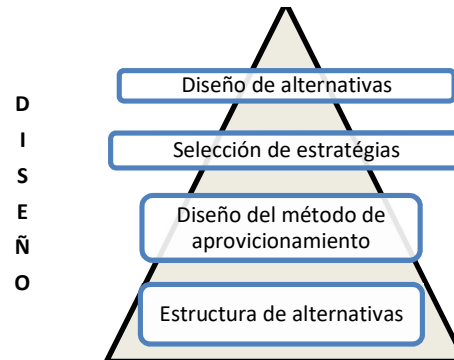 D
I
S
E
Ñ
O
Diseño de alternativas
Selección de estratégias
Diseño del método de
aprovicionamiento
Estructura de alternativas